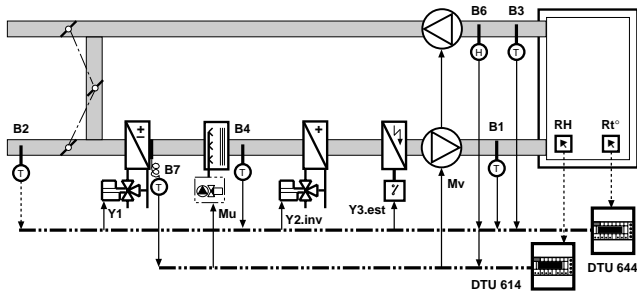 B6 B3
H T
B2 B4 B1 RH Rt°
+
−
+
B7
T T T T
Mv
Y1 Mu Y2.inv Y3.est
DTU 644
DTU 614